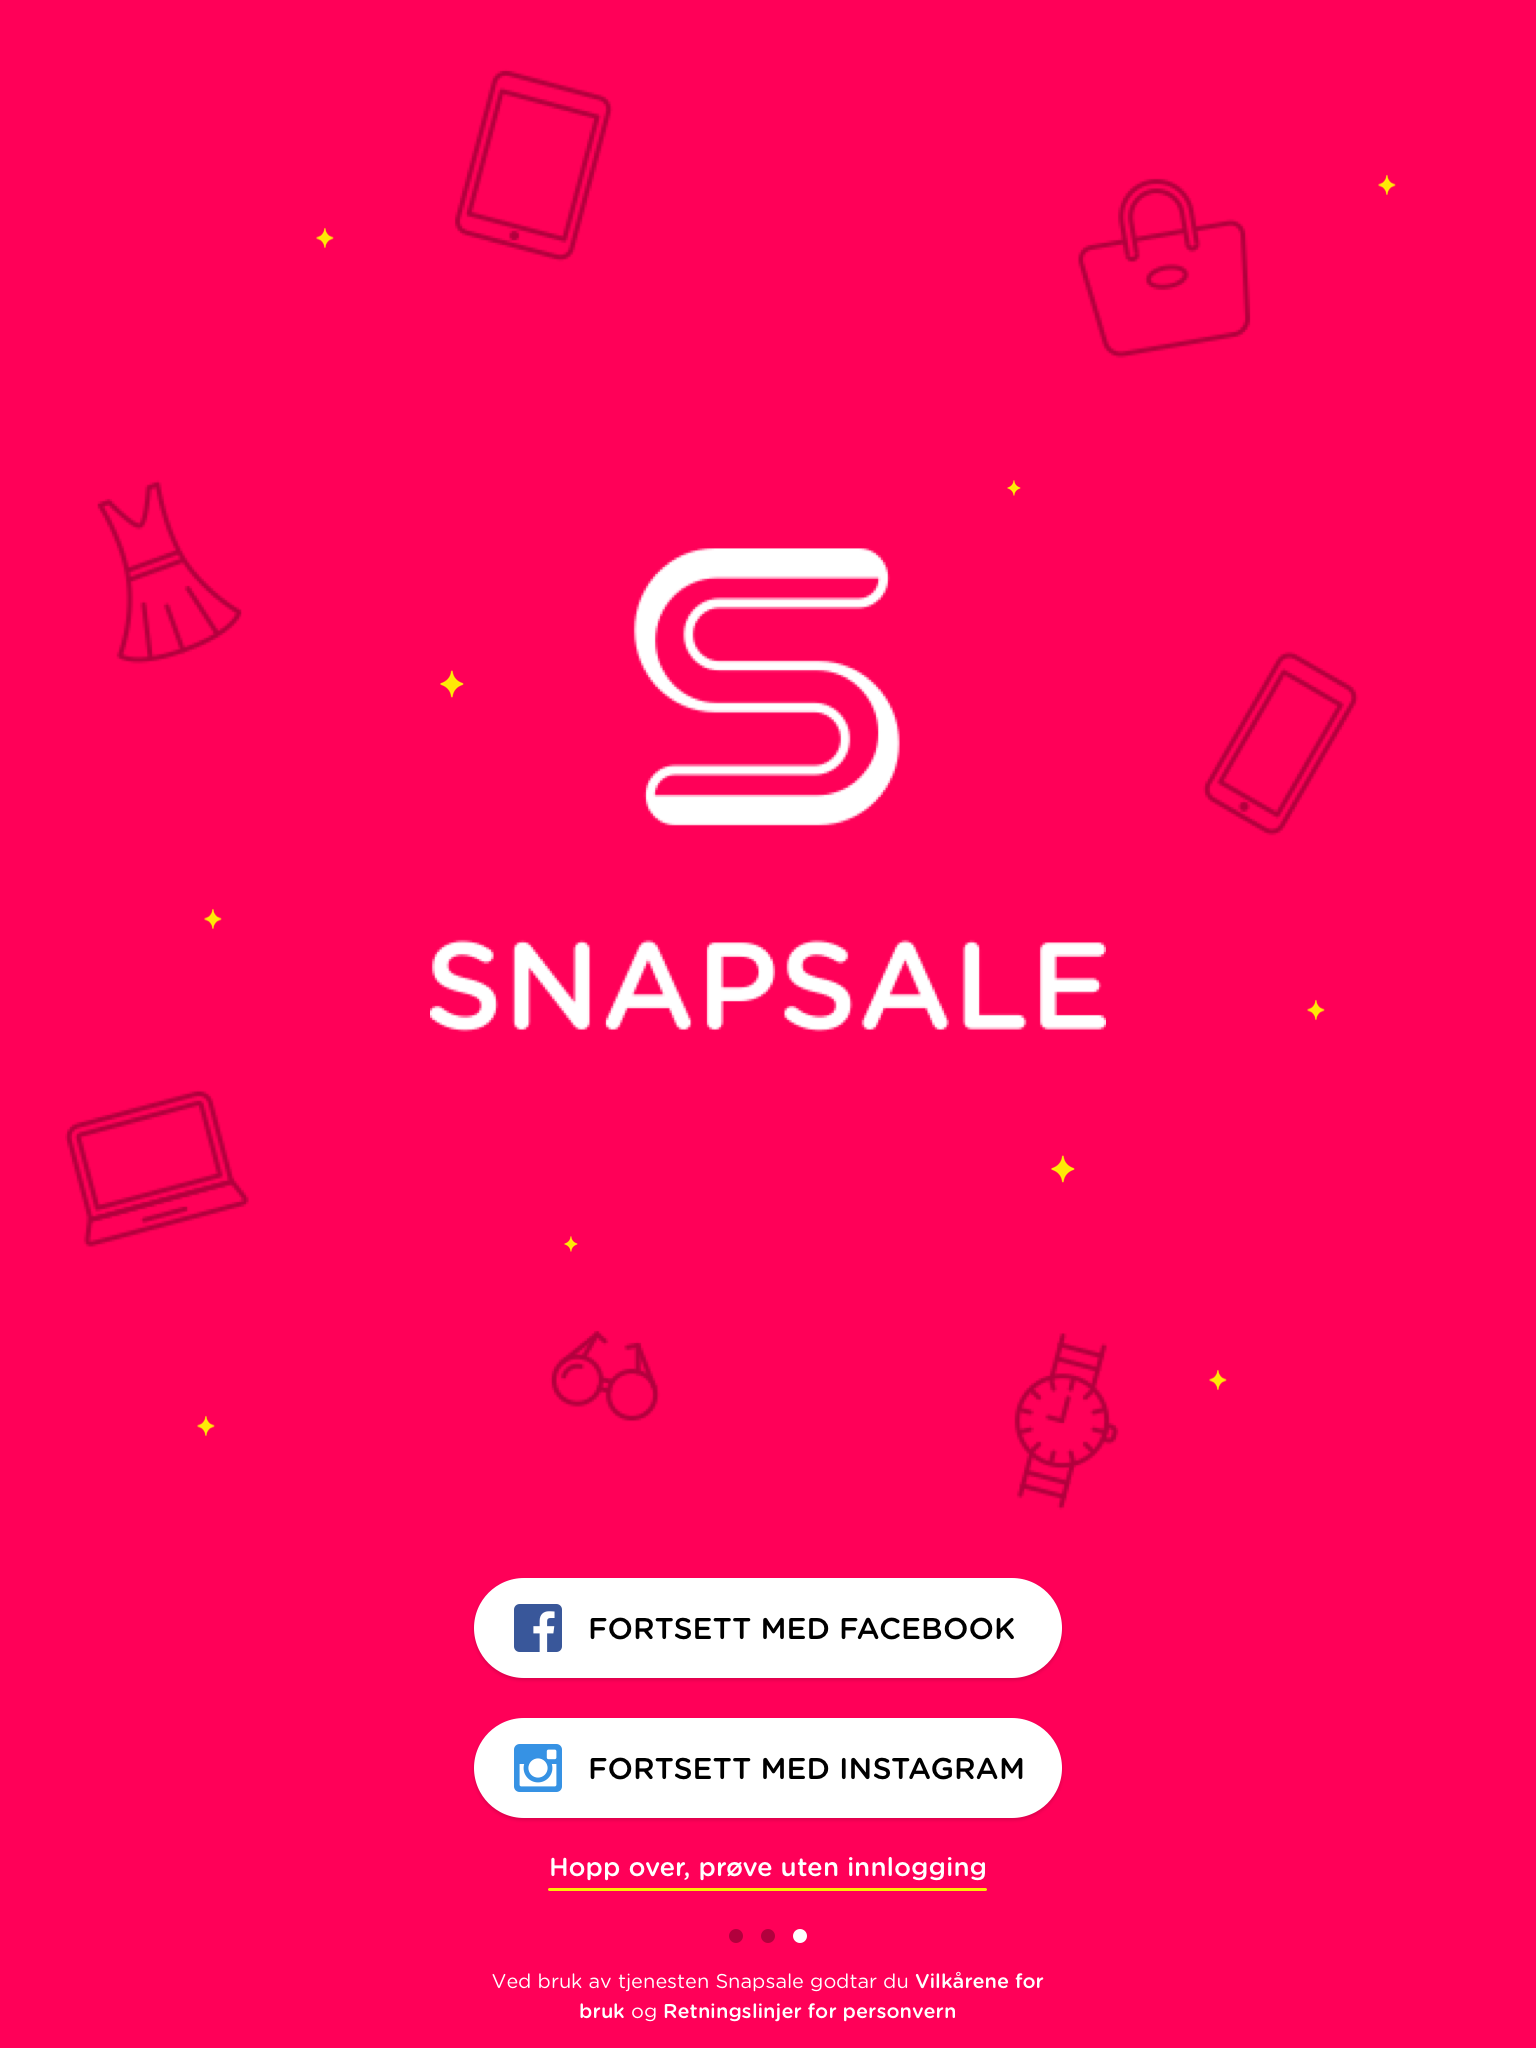 SNAPSALE
FORTSETT MED FACEBOOK
FORTSETT MED INSTAGRAM
Hopp over, prøve uten innlogging
Ved bruk av tjenesten Snapsale godtar du Vilkårene for
bruk og Retningslinjer for personvern